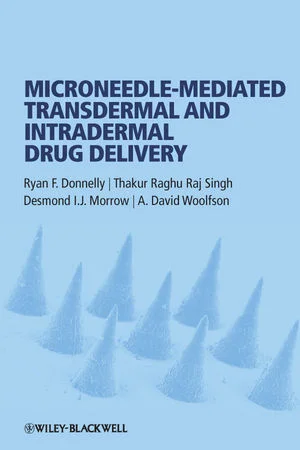 MICRONEEDLE-MEDIATED
TRANSDERMAL AND
INTRADERMAL
DRUG DELIVERY
Ryan F. Donnelly | Thakur Raghu Raj Singh
Desmond I.J. Morrow | A. David Woolfson
WILEY-BLACKWELL